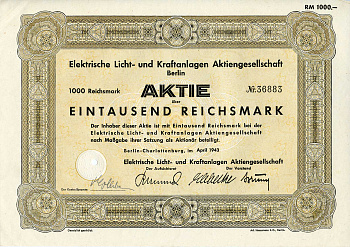 RM 1000,—
Elektrische Licht- und Kraftanlagen Aktiengesellschaft
Berlin
1000 Reichsmark AKTIE Nr. 36883
über
EINTAUSEND REICHSMARK
Der Inhaber dieser Aktie ist mit Eintausend Reichsmark bei der
Elektrische Licht- und Kraftanlagen Aktiengesellschaft
nach Maßgabe ihrer Satzung als Aktionär beteiligt.
Berlin-Charlottenburg, im April 1943
Elektrische Licht- und Kraftanlagen Aktiengesellschaft
Der Aufsichtsrat Der Vorstand